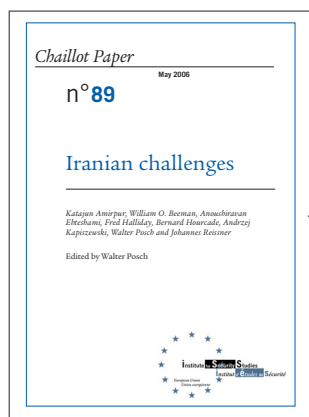 Chaillot Paper
May 2006
n°89
Iranian challenges
Katajun Amirpur, William O. Beeman, Anoushiravan
Ehteshami, Fred Halliday, Bernard Hourcade, Andrzej
Kapiszewski, Walter Posch and Johannes Reissner
Edited by Walter Posch
Institute for Security Studies
Institut d'Etudes de Sécurité
European Union
Union européenne